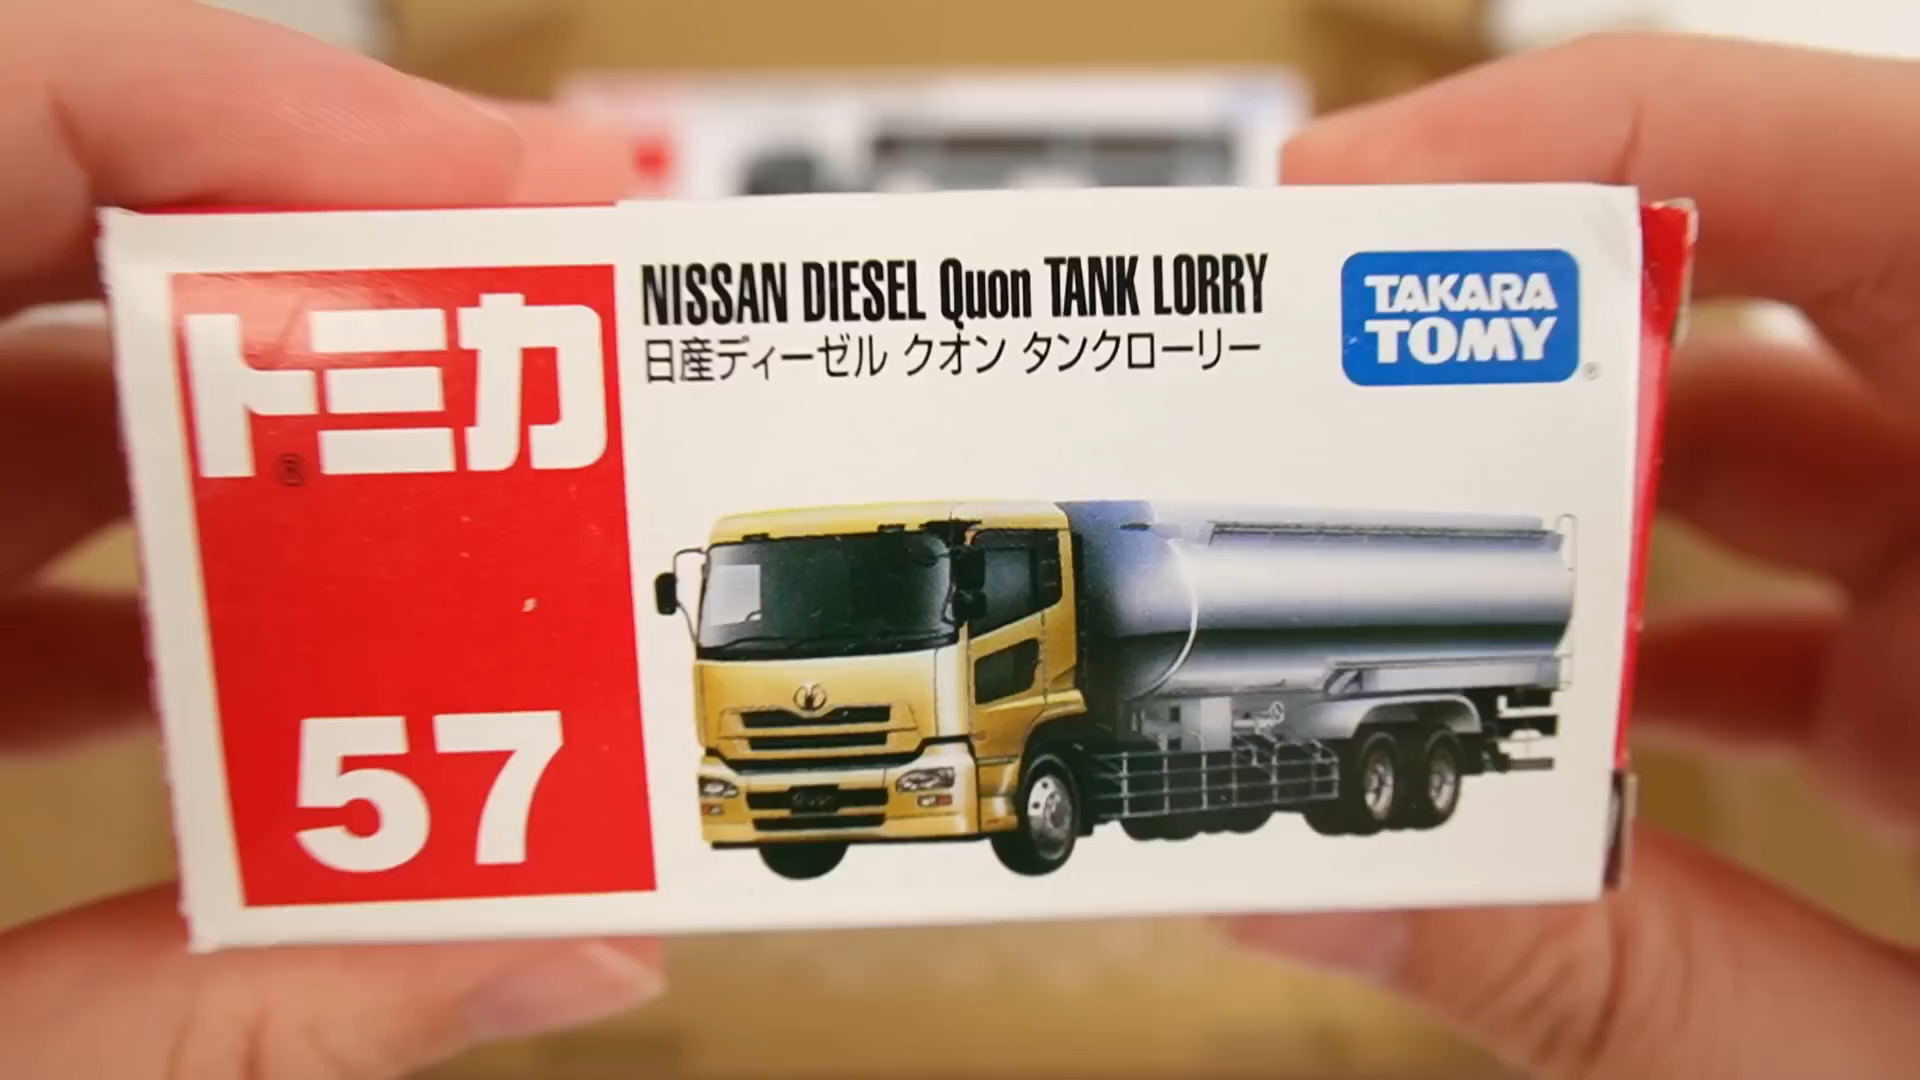 トミカ
®
57
NISSAN DIESEL Quon TANK LORRY
日産ディーゼル クオン タンクローリー
TAKARA
TOMY
®